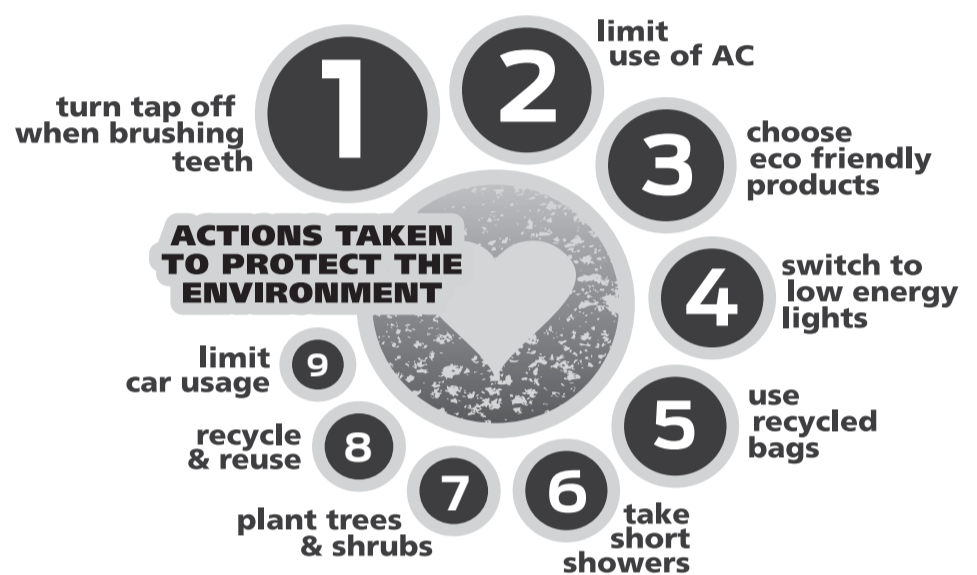 ACTIONS TAKEN
TO PROTECT THE
ENVIRONMENT
1
turn tap off
when brushing
teeth
2
limit
use of AC
3
choose
eco friendly
products
4
switch to
low energy
lights
5
use
recycled
bags
6
take
short
showers
7
plant trees
& shrubs
8
recycle
& reuse
9
limit
car usage